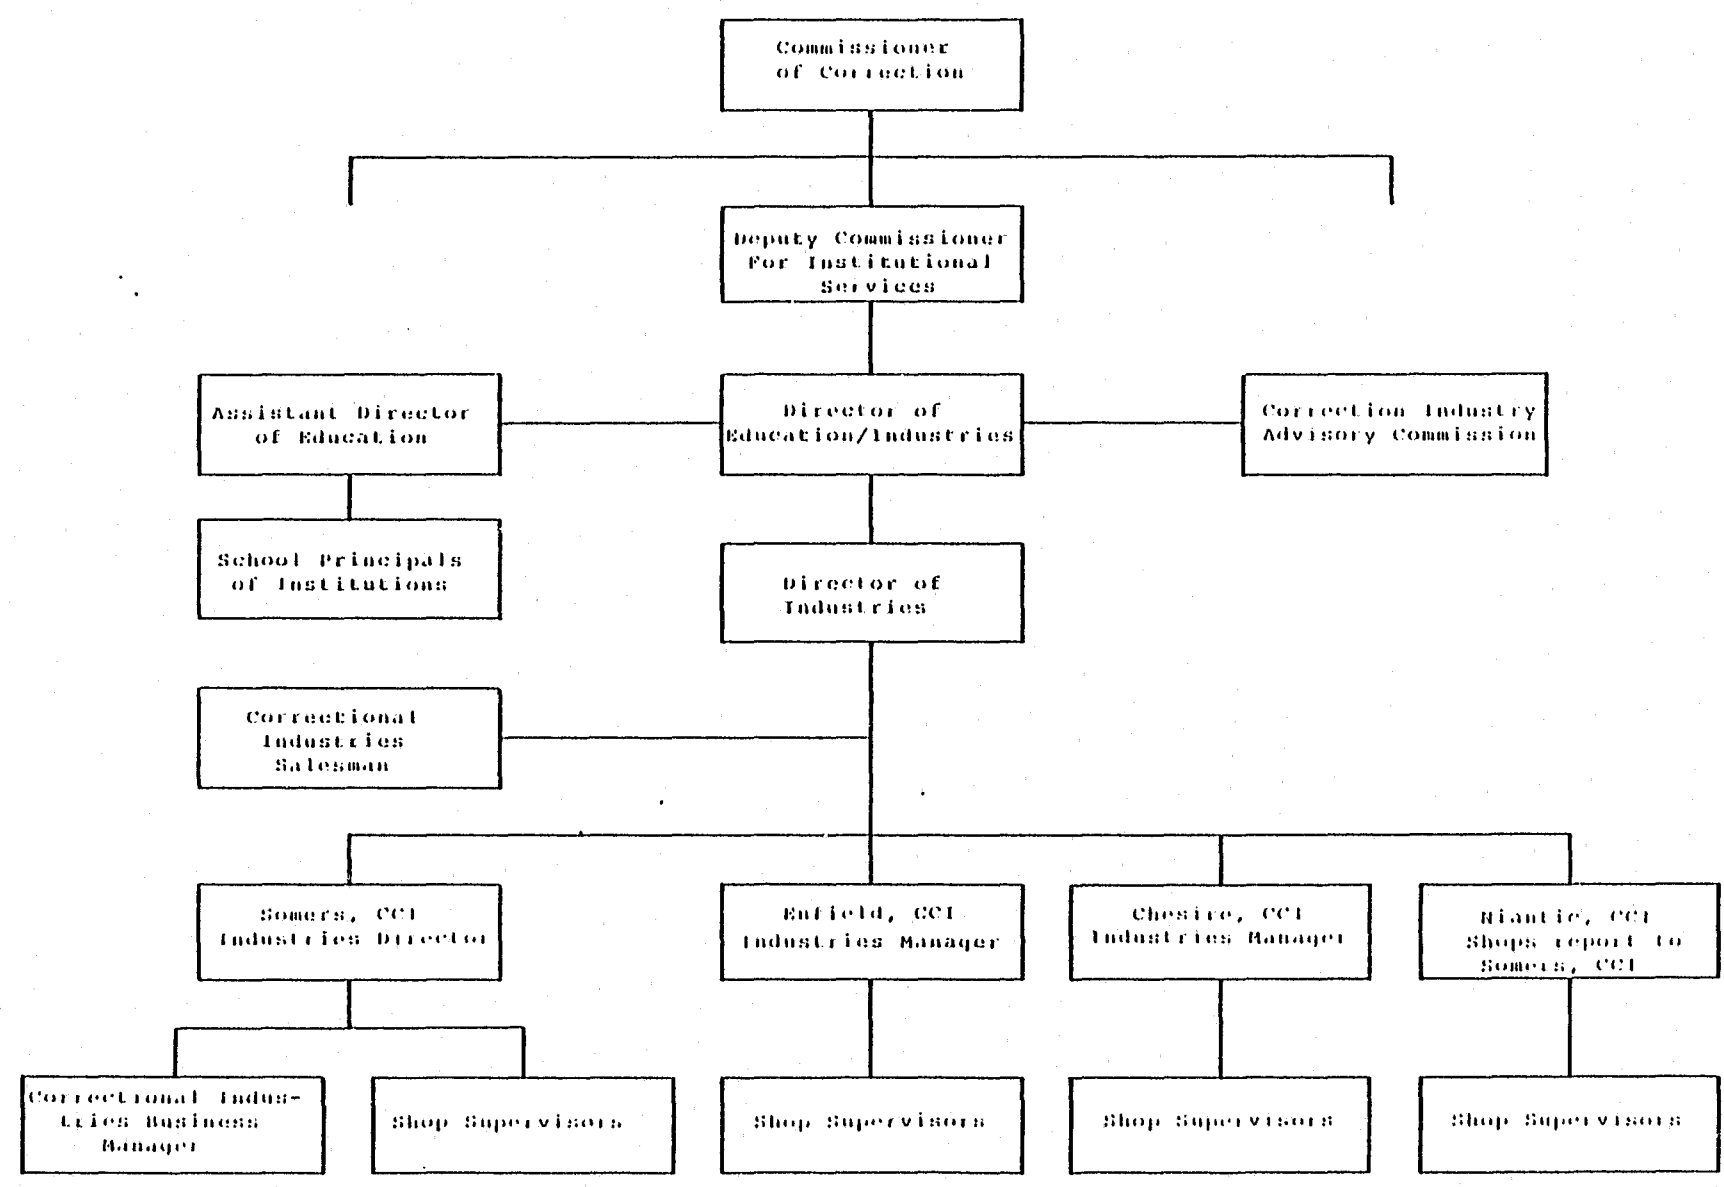 Commissioner
of Correction
Deputy Commissioner
For Institutional
Services
Assistant Director
of Education
Director of
Education/Industries
Correction Industry
Advisory Commission
School Principals
of Institutions
Director of
Industries
Correctional
Industries
Salesman
Somers, CCI
Industries Director
Enfield, CCI
Industries Manager
Chesire, CCI
Industries Manager
Niantic, CCI
Shops report to
Somers, CCI
Correctional Indus-
tries Business
Manager
Shop Supervisors
Shop Supervisors
Shop Supervisors
Shop Supervisors